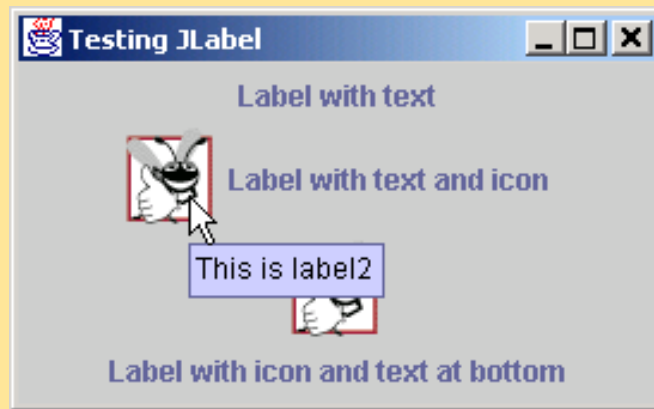 Testing JLabel
Label with text
Label with text and icon
This is label2
Label with icon and text at bottom